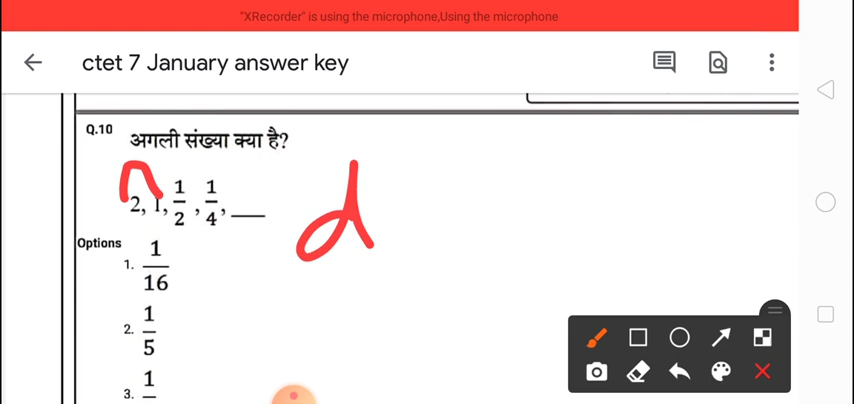 "XRecorder" is using the microphone,Using the microphone
ctet 7 January answer key
Q.10 अगली संख्या क्या है?
2, 1, 1/2, 1/4, ___
d
Options
1. 1/16
2. 1/5
3. 1